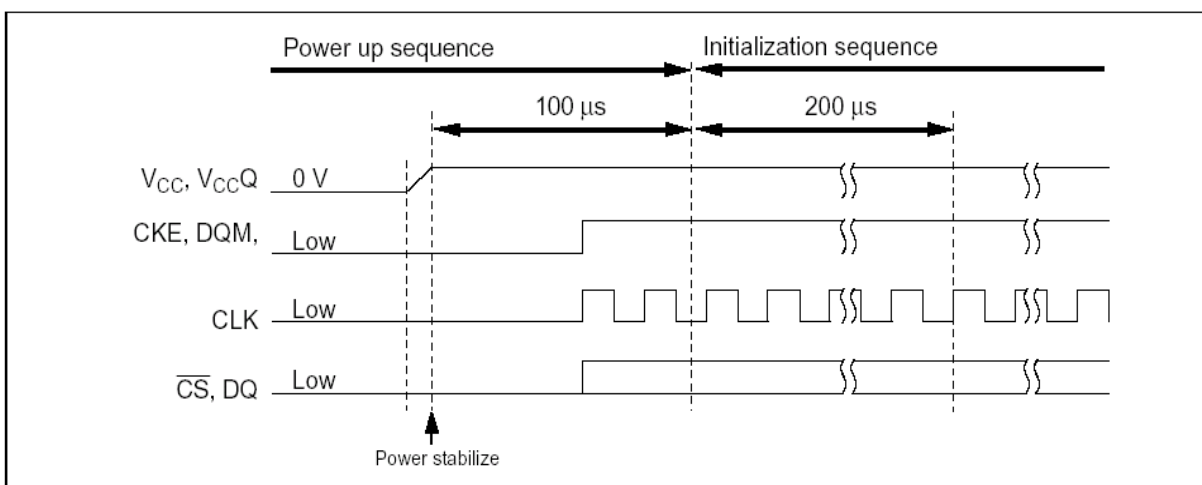 Power up sequence
Initialization sequence
100 µs
200 µs
VCC, VCCQ
0 V
CKE, DQM,
Low
CLK
Low
CS, DQ
Low
Power stabilize